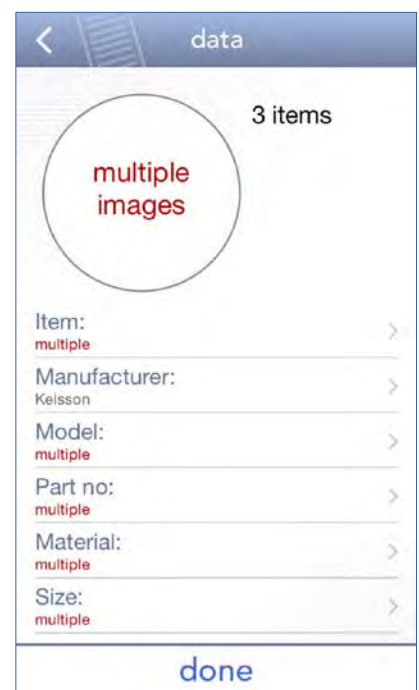 data
3 items
multiple
images
Item:
multiple
Manufacturer:
Kelsson
Model:
multiple
Part no:
multiple
Material:
multiple
Size:
multiple
done